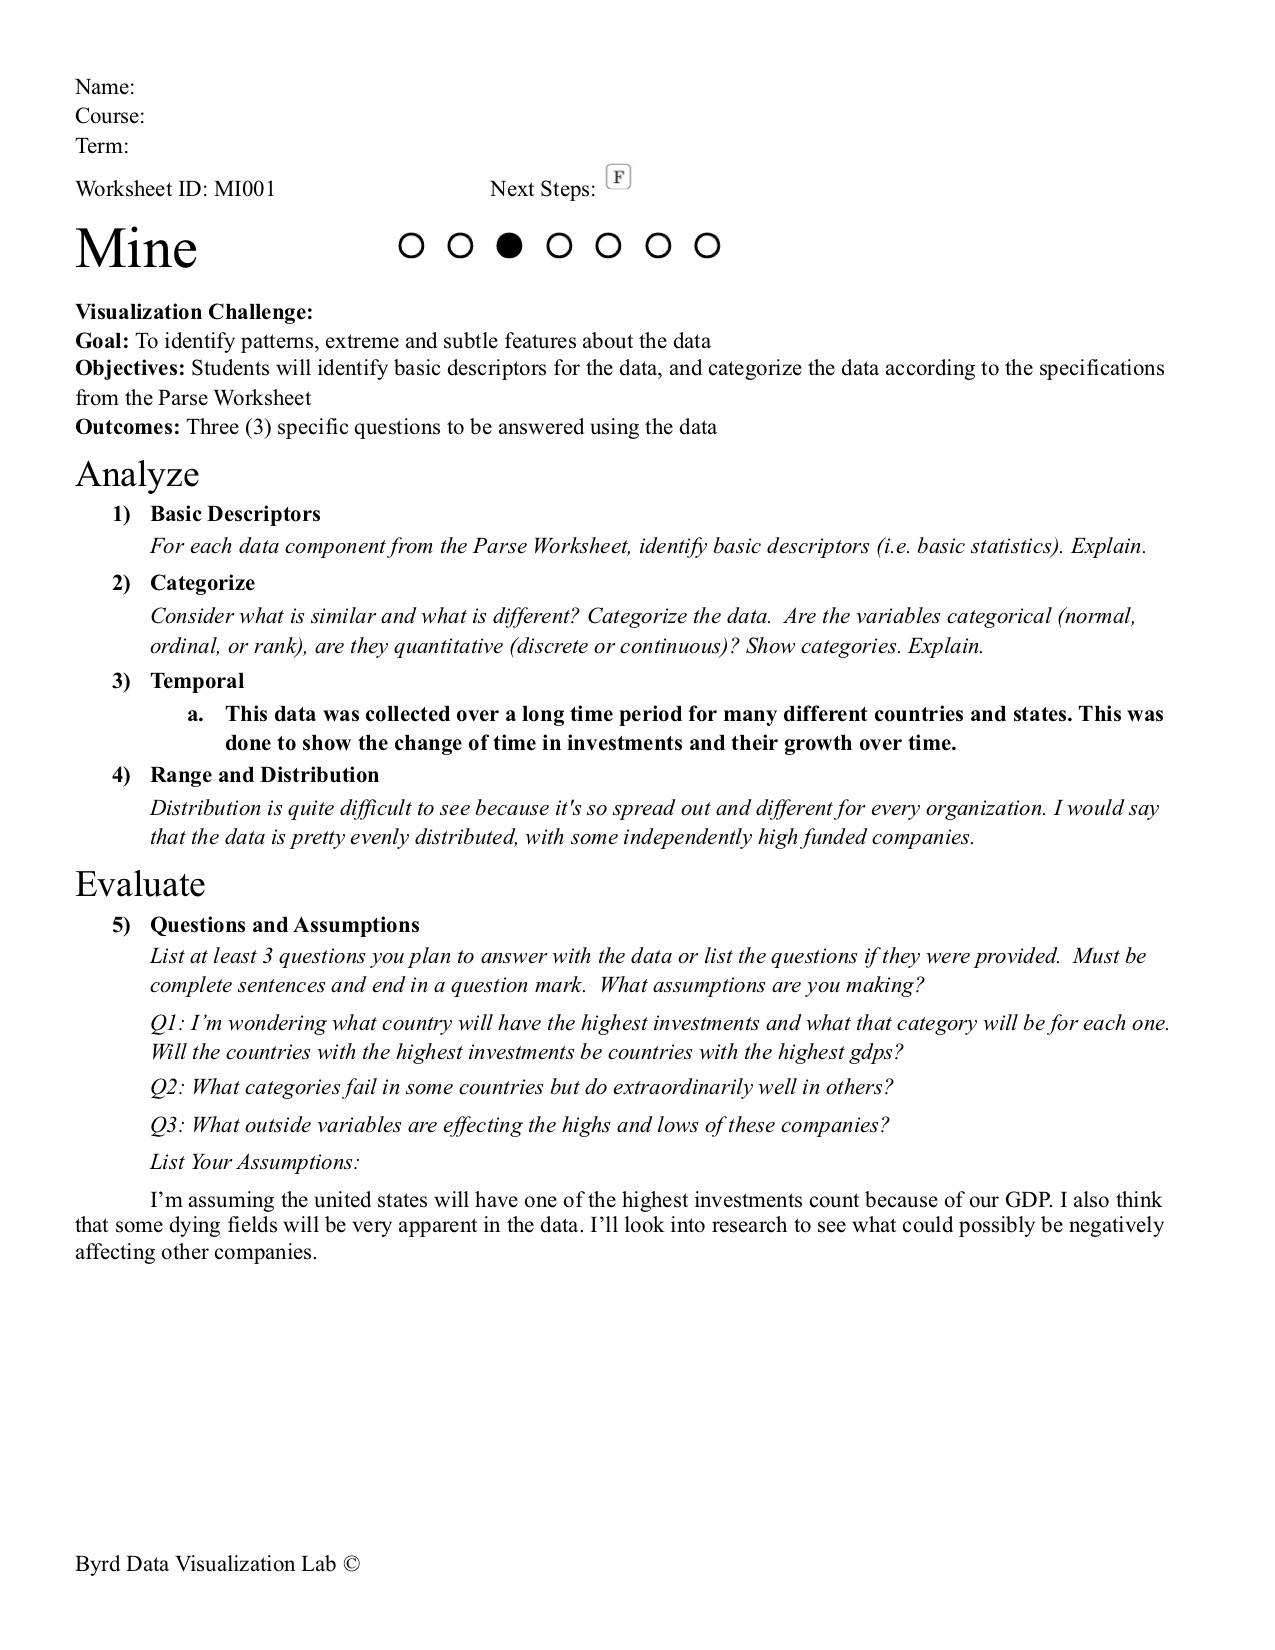 Name:
Course:
Term:
Worksheet ID: MI001 Next Steps: F
Mine
Visualization Challenge:
Goal: To identify patterns, extreme and subtle features about the data
Objectives: Students will identify basic descriptors for the data, and categorize the data according to the specifications
from the Parse Worksheet
Outcomes: Three (3) specific questions to be answered using the data
Analyze
1) Basic Descriptors
For each data component from the Parse Worksheet, identify basic descriptors (i.e. basic statistics). Explain.
2) Categorize
Consider what is similar and what is different? Categorize the data. Are the variables categorical (normal,
ordinal, or rank), are they quantitative (discrete or continuous)? Show categories. Explain.
3) Temporal
a. This data was collected over a long time period for many different countries and states. This was
done to show the change of time in investments and their growth over time.
4) Range and Distribution
Distribution is quite difficult to see because it's so spread out and different for every organization. I would say
that the data is pretty evenly distributed, with some independently high funded companies.
Evaluate
5) Questions and Assumptions
List at least 3 questions you plan to answer with the data or list the questions if they were provided. Must be
complete sentences and end in a question mark. What assumptions are you making?
Q1: I’m wondering what country will have the highest investments and what that category will be for each one.
Will the countries with the highest investments be countries with the highest gdps?
Q2: What categories fail in some countries but do extraordinarily well in others?
Q3: What outside variables are effecting the highs and lows of these companies?
List Your Assumptions:
I’m assuming the united states will have one of the highest investments count because of our GDP. I also think
that some dying fields will be very apparent in the data. I’ll look into research to see what could possibly be negatively
affecting other companies.
Byrd Data Visualization Lab ©